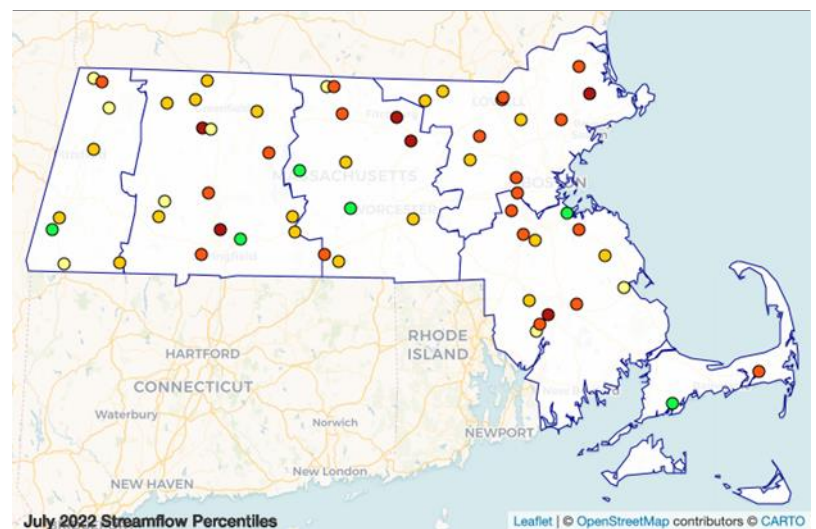 LOWELL
MASSACHUSETTS
BOSTON
WORCESTER
RHODE
ISLAND
HARTFORD
CONNECTICUT
Waterbury
Norwich
NEWPORT
New London
NEW HAVEN
July 2022 Streamflow Percentiles
Leaflet | © OpenStreetMap contributors © CARTO